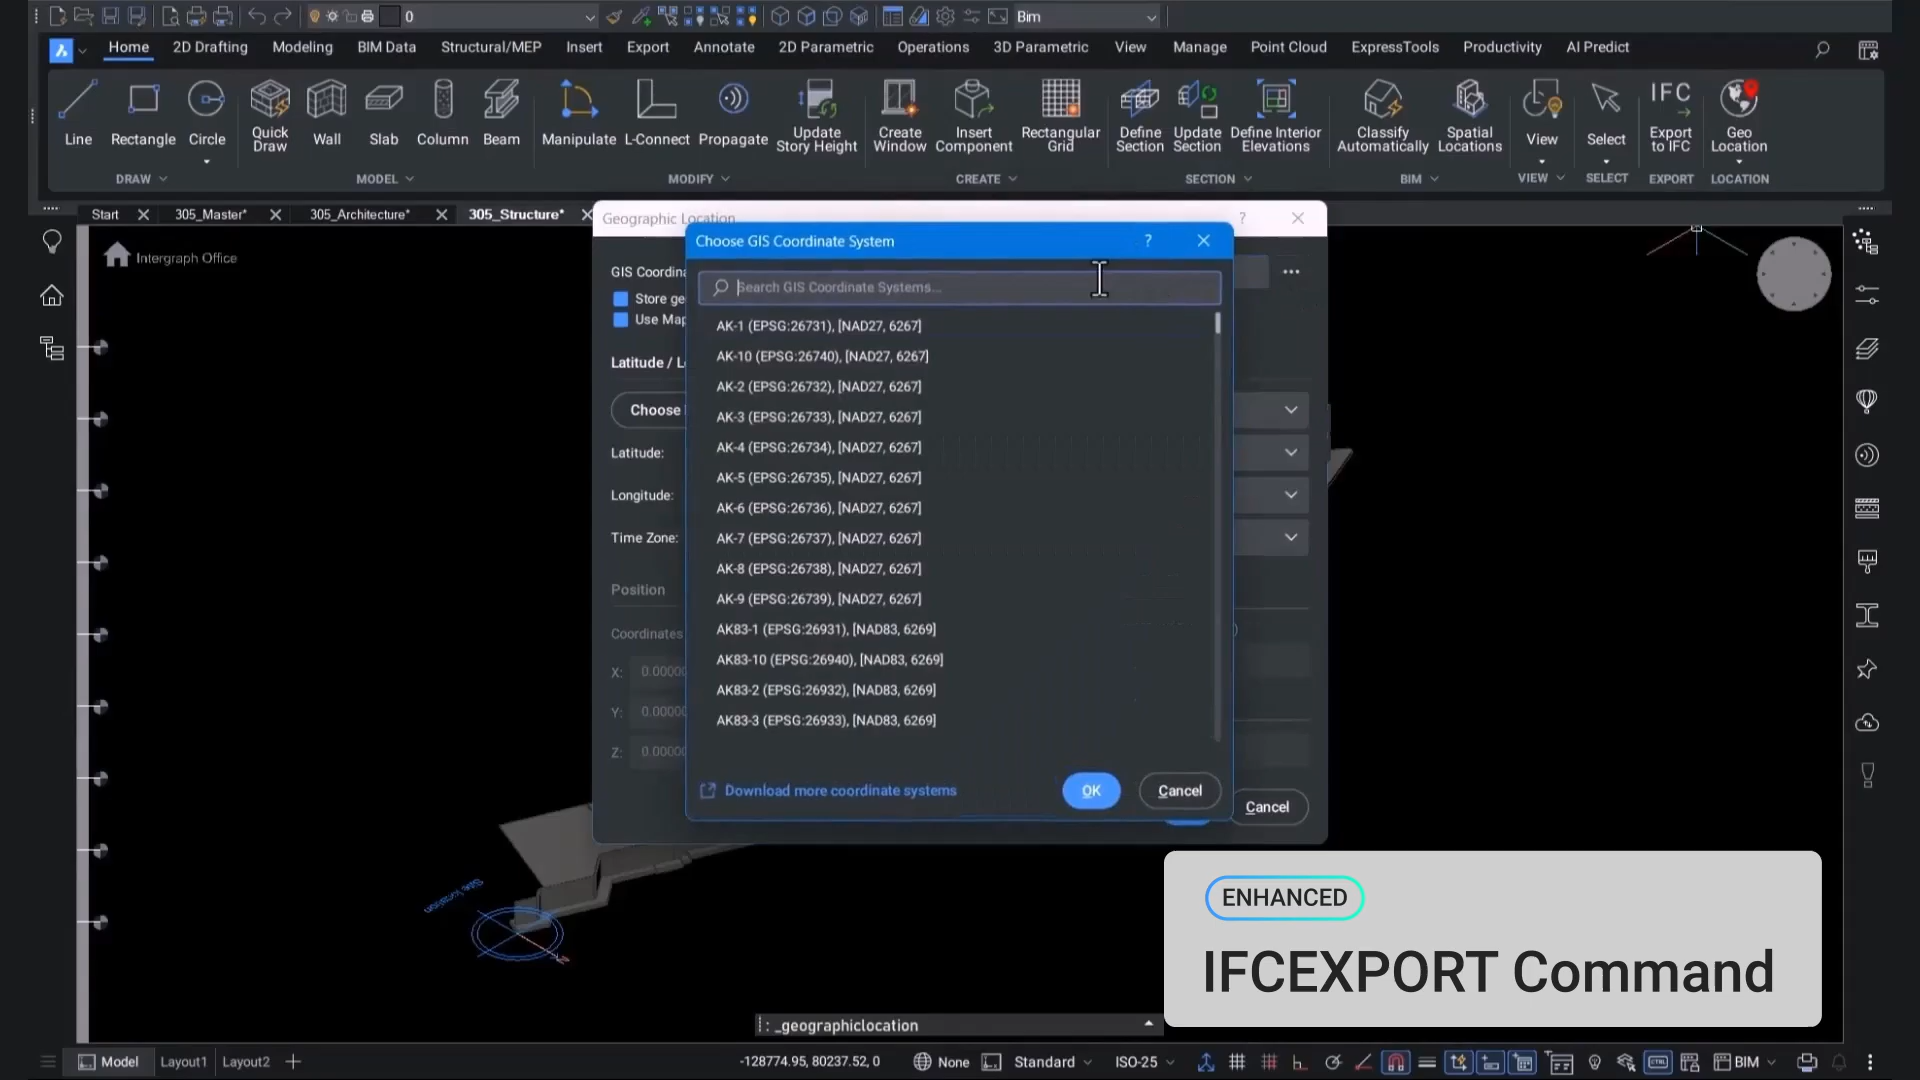 0
Bim
Home 2D Drafting Modeling BIM Data Structural/MEP Insert Export Annotate 2D Parametric Operations 3D Parametric View Manage Point Cloud ExpressTools Productivity AI Predict
Line Rectangle Circle Quick Draw Wall Slab Column Beam Manipulate L-Connect Propagate Update Story Height Create Window Insert Component Rectangular Grid Define Section Update Section Define Interior Elevations Classify Automatically Spatial Locations View Select Export to IFC Geo Location
IFC
DRAW MODEL MODIFY CREATE SECTION BIM VIEW SELECT EXPORT LOCATION
Start 305_Master* 305_Architecture* 305_Structure*
Intergraph Office
Geographic Location ?
Choose GIS Coordinate System ?
GIS Coordina
Search GIS Coordinate Systems...
Store ge
Use Map
Latitude / L
Choose
Latitude:
Longitude:
Time Zone:
Position
Coordinates
X: 0.0000
Y: 0.0000
Z: 0.0000
AK-1 (EPSG:26731), [NAD27, 6267]
AK-10 (EPSG:26740), [NAD27, 6267]
AK-2 (EPSG:26732), [NAD27, 6267]
AK-3 (EPSG:26733), [NAD27, 6267]
AK-4 (EPSG:26734), [NAD27, 6267]
AK-5 (EPSG:26735), [NAD27, 6267]
AK-6 (EPSG:26736), [NAD27, 6267]
AK-7 (EPSG:26737), [NAD27, 6267]
AK-8 (EPSG:26738), [NAD27, 6267]
AK-9 (EPSG:26739), [NAD27, 6267]
AK83-1 (EPSG:26931), [NAD83, 6269]
AK83-10 (EPSG:26940), [NAD83, 6269]
AK83-2 (EPSG:26932), [NAD83, 6269]
AK83-3 (EPSG:26933), [NAD83, 6269]
Download more coordinate systems OK Cancel
Cancel
Site location
N
ENHANCED
IFCEXPORT Command
: _geographiclocation
Model Layout1 Layout2 -128774.95, 80237.52, 0 None Standard ISO-25 CTRL BIM